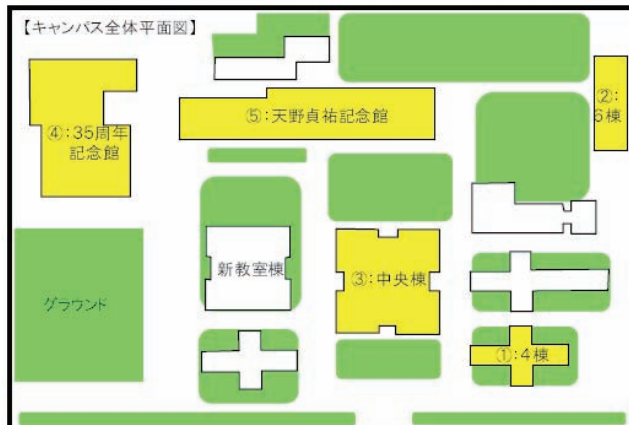 【キャンパス全体平面図】
②:
6棟
⑤:天野貞祐記念館
④:35周年
記念館
新教室棟
③:中央棟
グラウンド
①:4棟